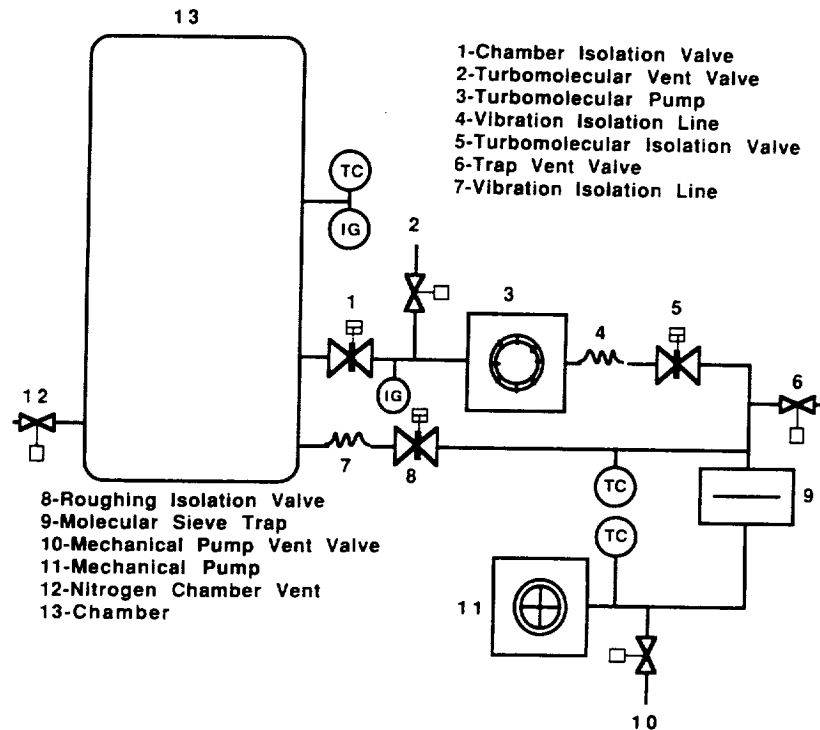 13
1-Chamber Isolation Valve
2-Turbomolecular Vent Valve
3-Turbomolecular Pump
4-Vibration Isolation Line
5-Turbomolecular Isolation Valve
6-Trap Vent Valve
7-Vibration Isolation Line
TC
IG
2
1
3
4
5
6
IG
12
7
8
TC
9
TC
11
10
8-Roughing Isolation Valve
9-Molecular Sieve Trap
10-Mechanical Pump Vent Valve
11-Mechanical Pump
12-Nitrogen Chamber Vent
13-Chamber